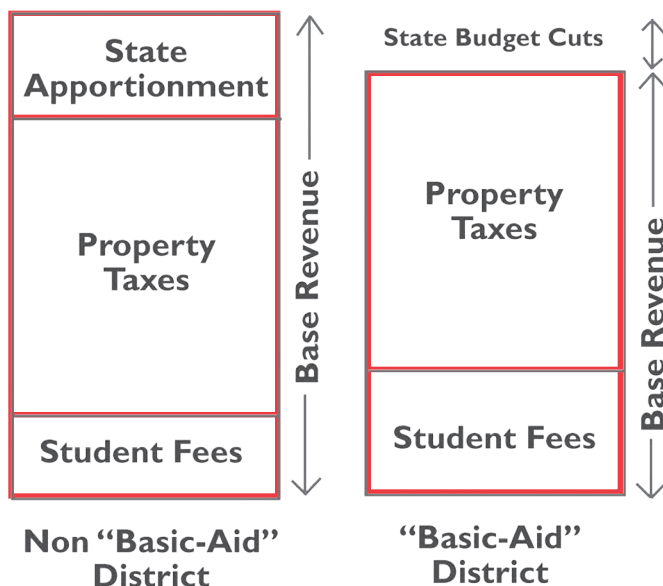 State
Apportionment
Property
Taxes
Student Fees
Base Revenue
Non “Basic-Aid”
District
State Budget Cuts
Property
Taxes
Student Fees
Base Revenue
“Basic-Aid”
District